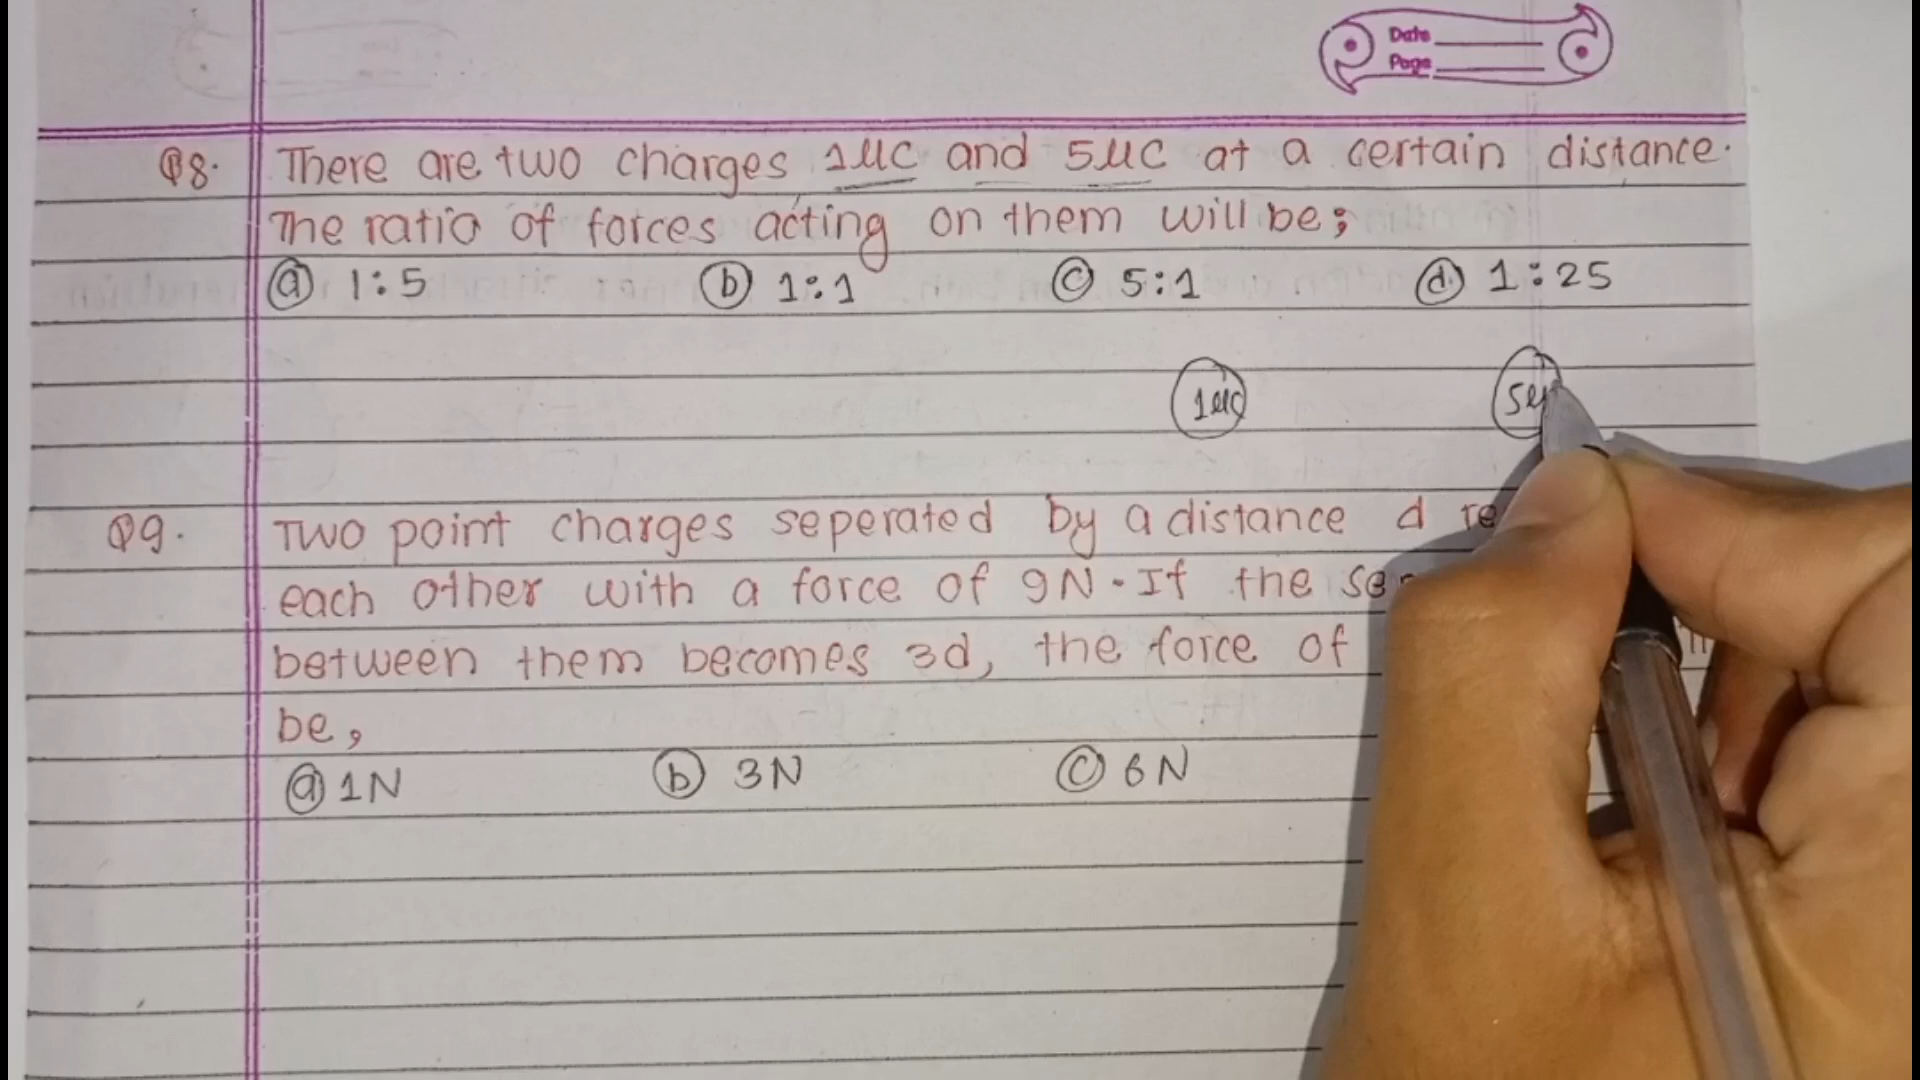 Date
Page
Q8. There are two charges 1µC and 5µC at a certain distance.
The ratio of forces acting on them will be;
(a) 1:5 (b) 1:1 (c) 5:1 (d) 1:25
1µC
Q9. Two point charges seperated by a distance d
each other with a force of 9N. If the
between them becomes 3d, the force of
be,
(a) 1N (b) 3N (c) 6N